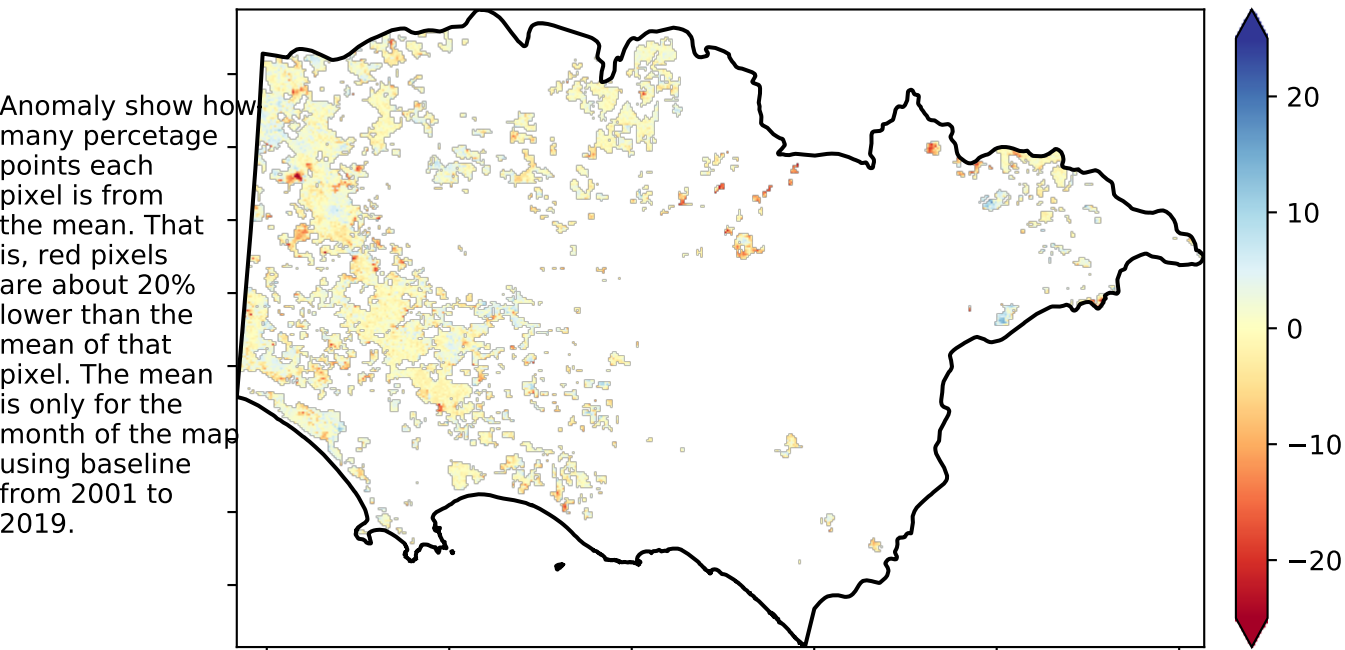 Anomaly show how
many percetage
points each
pixel is from
the mean. That
is, red pixels
are about 20%
lower than the
mean of that
pixel. The mean
is only for the
month of the map
using baseline
from 2001 to
2019.
20
10
0
−10
−20